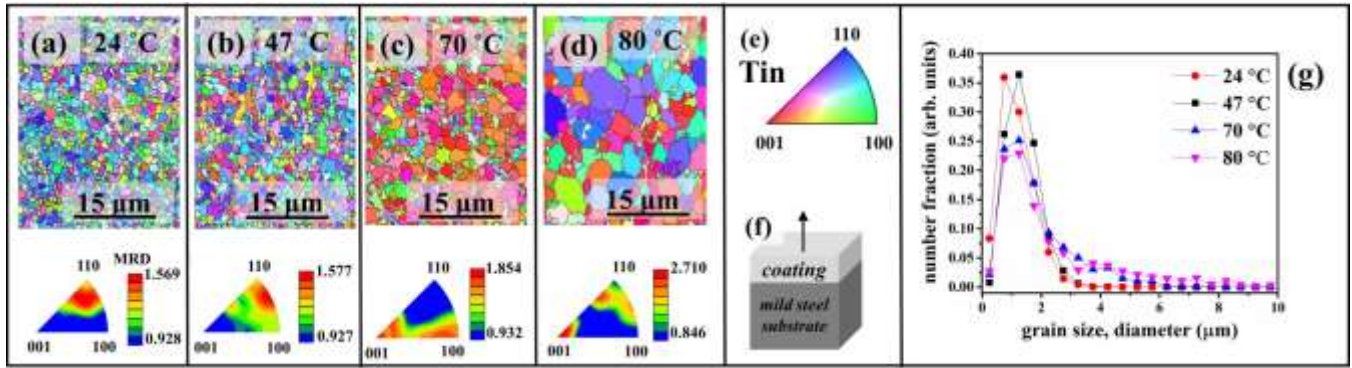 (a) 24 °C
15 μm
MRD
110
1.569
0.928
001
100
(b) 47 °C
15 μm
110
1.577
0.927
001
100
(c) 70 °C
15 μm
110
1.854
0.932
001
100
(d) 80 °C
15 μm
110
2.710
0.846
001
100
(e)
Tin
110
001
100
(f)
coating
mild steel
substrate
(g)
number fraction (arb. units)
0.40
0.35
0.30
0.25
0.20
0.15
0.10
0.05
0.00
24 °C
47 °C
70 °C
80 °C
0 2 4 6 8 10
grain size, diameter (μm)